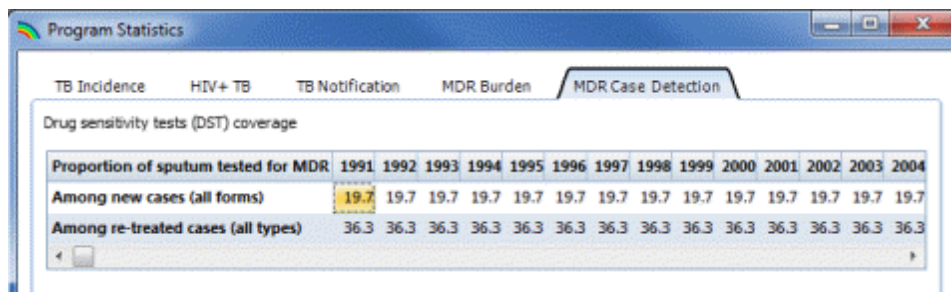 Program Statistics
TB Incidence HIV+ TB TB Notification MDR Burden MDR Case Detection
Drug sensitivity tests (DST) coverage
Proportion of sputum tested for MDR 1991 1992 1993 1994 1995 1996 1997 1998 1999 2000 2001 2002 2003 2004
Among new cases (all forms) 19.7 19.7 19.7 19.7 19.7 19.7 19.7 19.7 19.7 19.7 19.7 19.7 19.7 19.7
Among re-treated cases (all types) 36.3 36.3 36.3 36.3 36.3 36.3 36.3 36.3 36.3 36.3 36.3 36.3 36.3 36.3